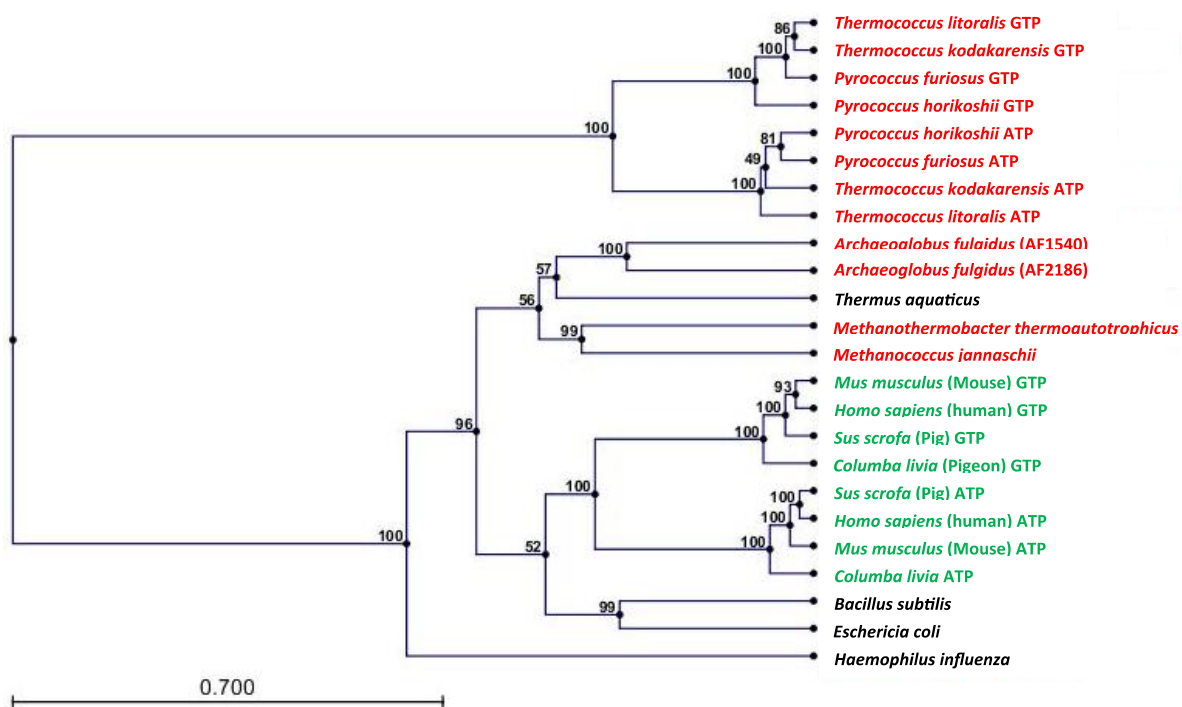 Thermococcus litoralis GTP
86
Thermococcus kodakarensis GTP
100
Pyrococcus furiosus GTP
100
Pyrococcus horikoshii GTP
100
Pyrococcus horikoshii ATP
81
Pyrococcus furiosus ATP
49
Thermococcus kodakarensis ATP
100
Thermococcus litoralis ATP
Archaeoglobus fulgidus (AF1540)
100
Archaeoglobus fulgidus (AF2186)
57
Thermus aquaticus
56
Methanothermobacter thermoautotrophicus
99
Methanococcus jannaschii
Mus musculus (Mouse) GTP
93
Homo sapiens (human) GTP
100
Sus scrofa (Pig) GTP
96
100
Columba livia (Pigeon) GTP
100
Sus scrofa (Pig) ATP
100
Homo sapiens (human) ATP
100
Mus musculus (Mouse) ATP
100
100
52
Columba livia ATP
Bacillus subtilis
99
Eschericia coli
Haemophilus influenza
0.700